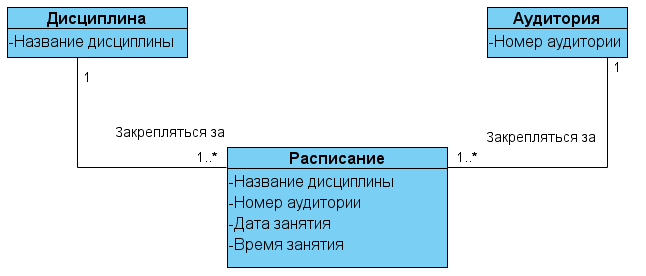 Дисциплина
-Название дисциплины
Аудитория
-Номер аудитории
1
1
Закрепляться за
Закрепляться за
1..*
1..*
Расписание
-Название дисциплины
-Номер аудитории
-Дата занятия
-Время занятия